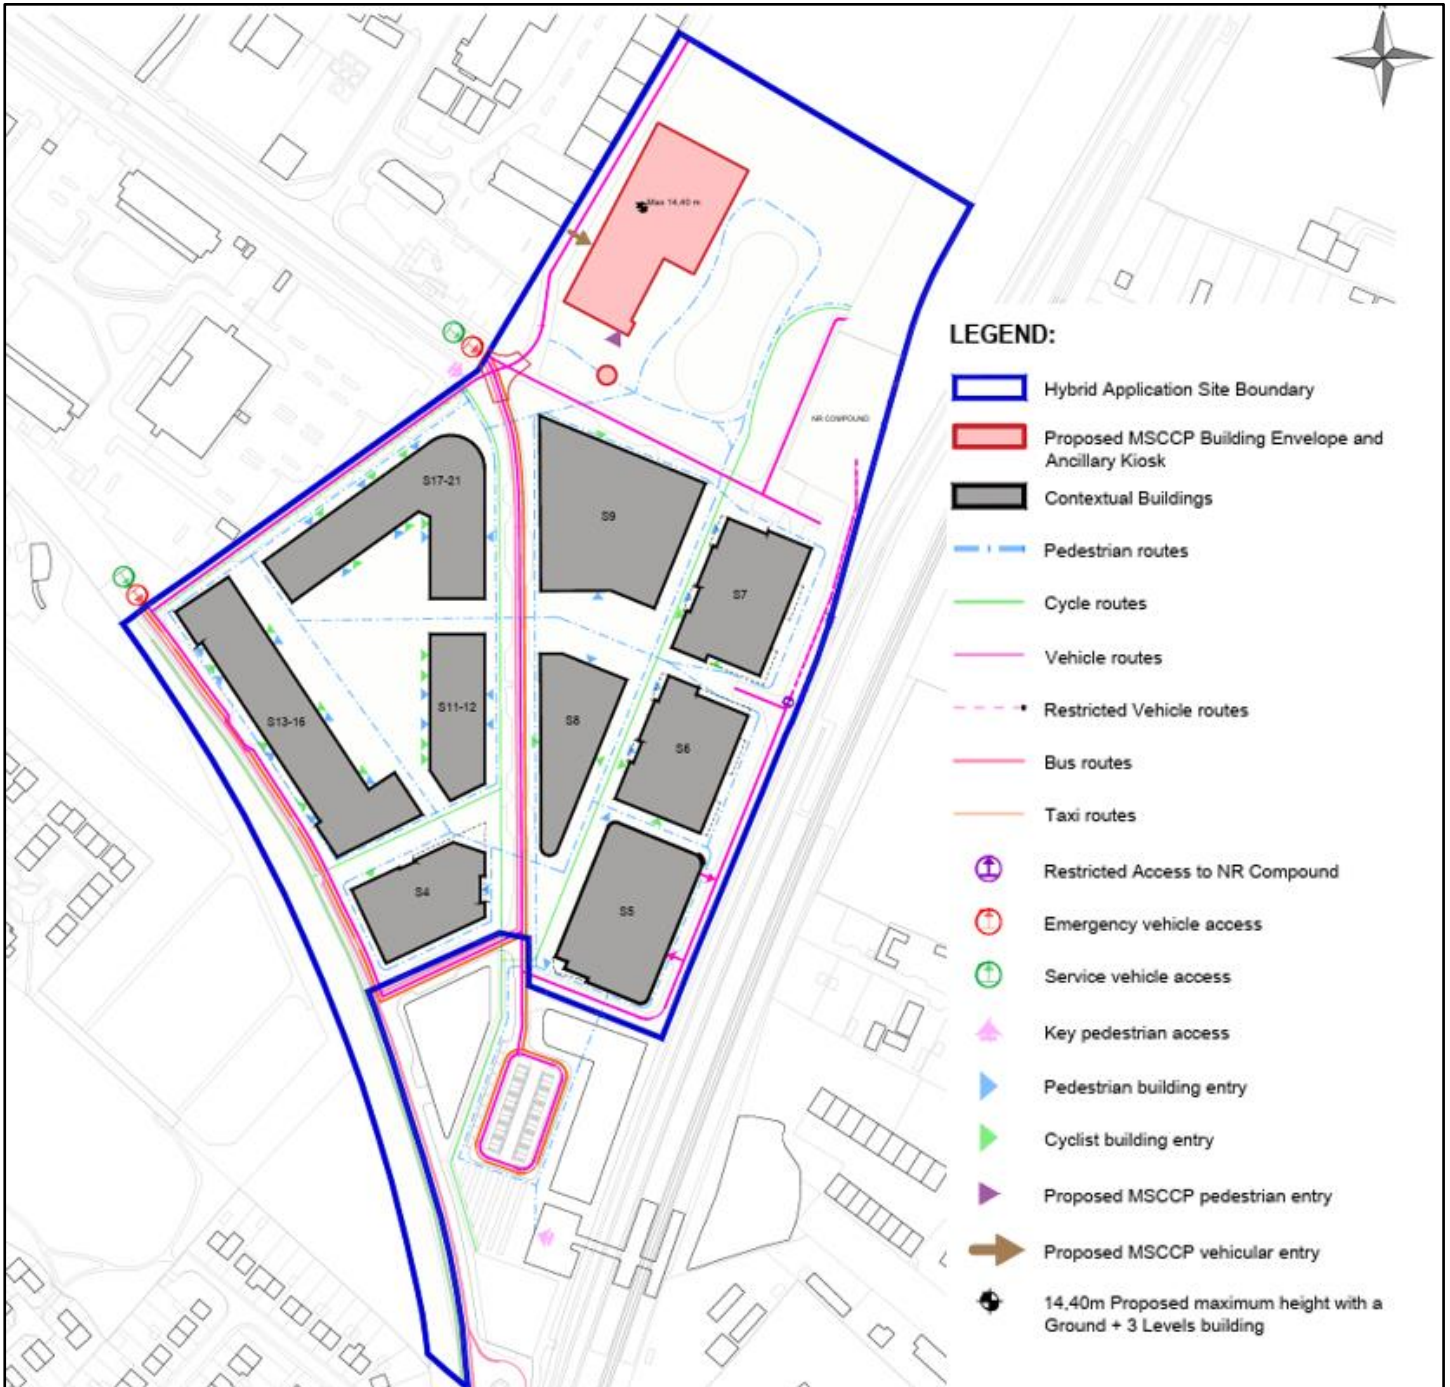 N
Max 14,40 m
NR COMPOUND
S17-21
S9
S7
S13-16
S11-12
S8
S6
S4
S5
LEGEND:
Hybrid Application Site Boundary
Proposed MSCCP Building Envelope and
Ancillary Kiosk
Contextual Buildings
Pedestrian routes
Cycle routes
Vehicle routes
Restricted Vehicle routes
Bus routes
Taxi routes
Restricted Access to NR Compound
Emergency vehicle access
Service vehicle access
Key pedestrian access
Pedestrian building entry
Cyclist building entry
Proposed MSCCP pedestrian entry
Proposed MSCCP vehicular entry
14,40m Proposed maximum height with a
Ground + 3 Levels building